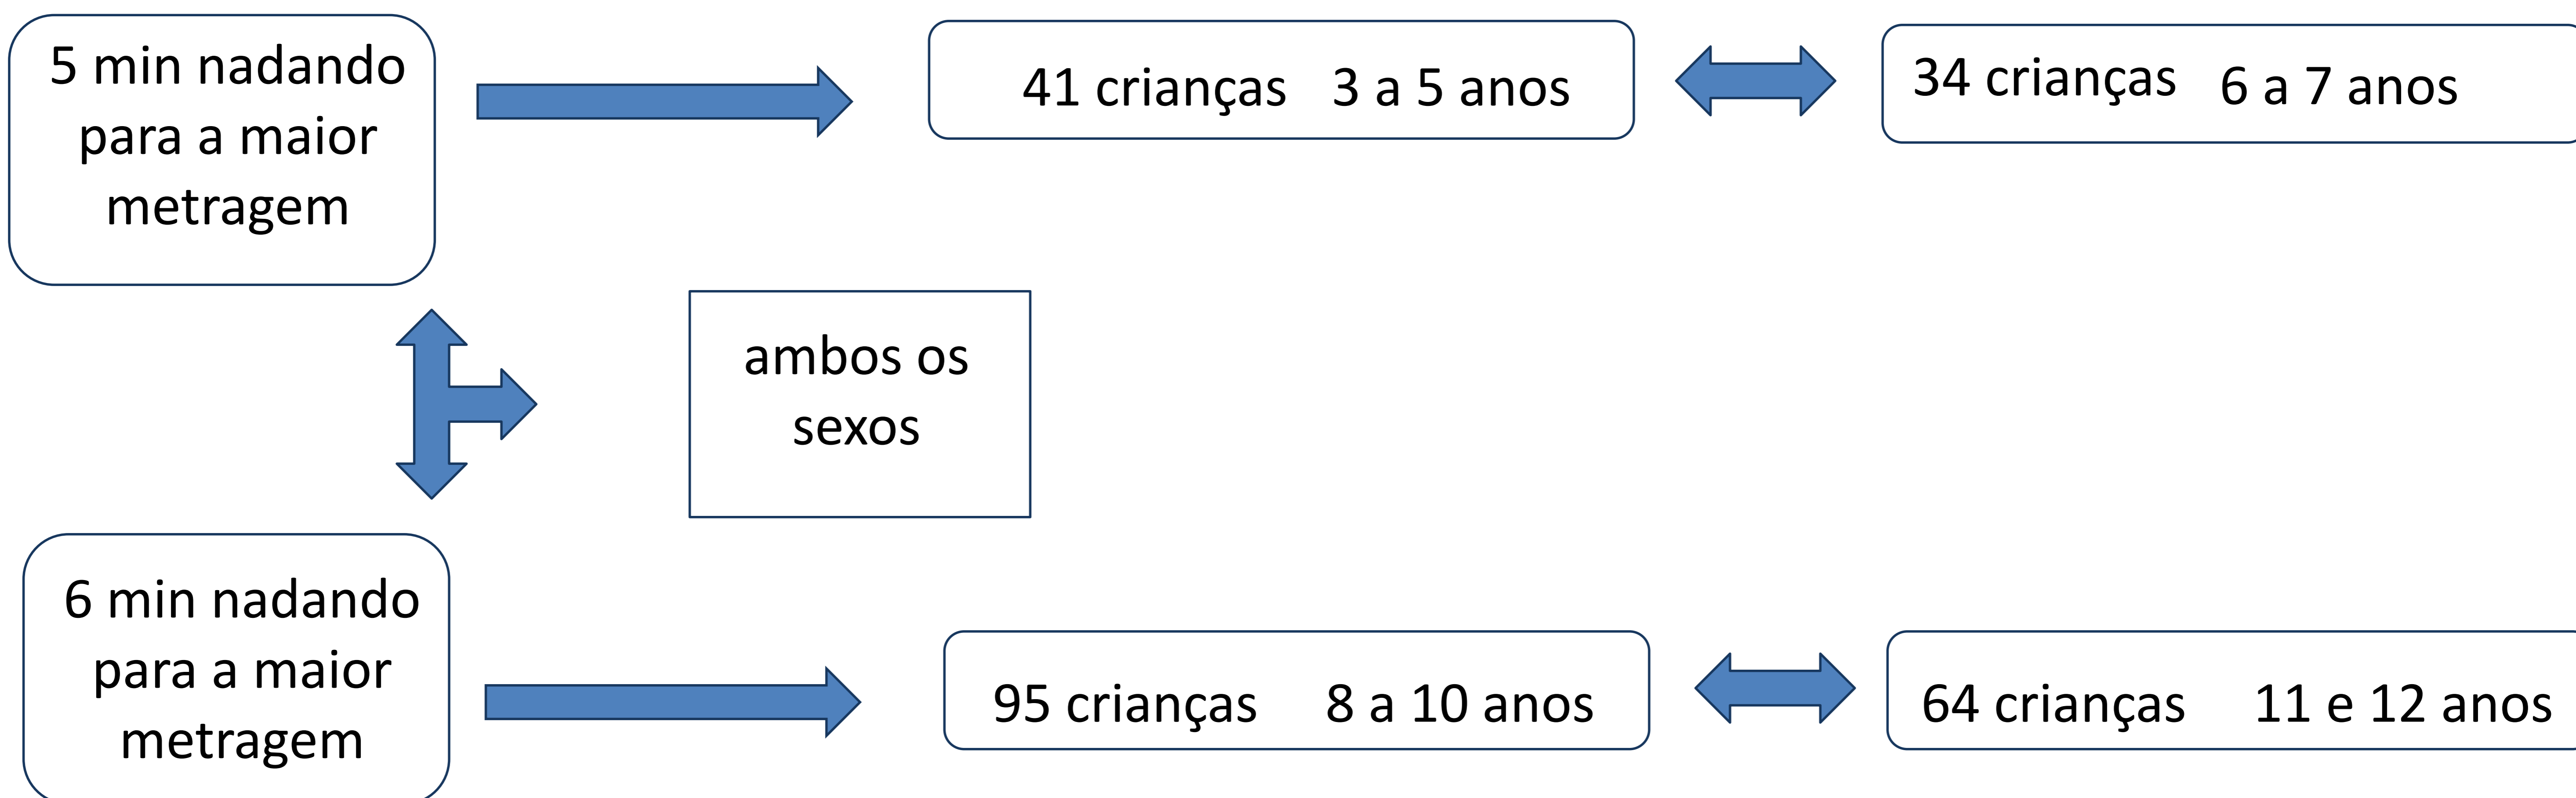 5 min nadando
para a maior
metragem
41 crianças 3 a 5 anos
34 crianças 6 a 7 anos
ambos os
sexos
6 min nadando
para a maior
metragem
95 crianças 8 a 10 anos
64 crianças 11 e 12 anos